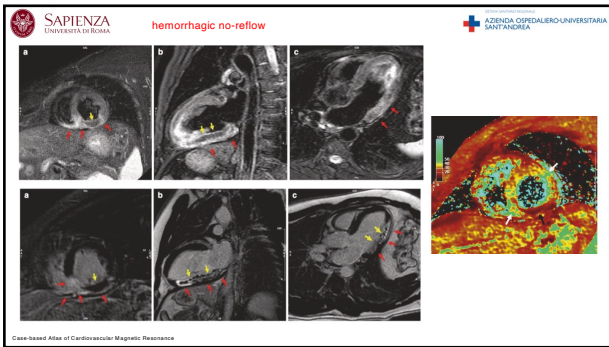 SAPIENZA
UNIVERSITÀ DI ROMA
hemorrhagic no-reflow
AZIENDA OSPEDALIERO-UNIVERSITARIA
SANT'ANDREA
a
b
c
a
b
c
Case-based Atlas of Cardiovascular Magnetic Resonance